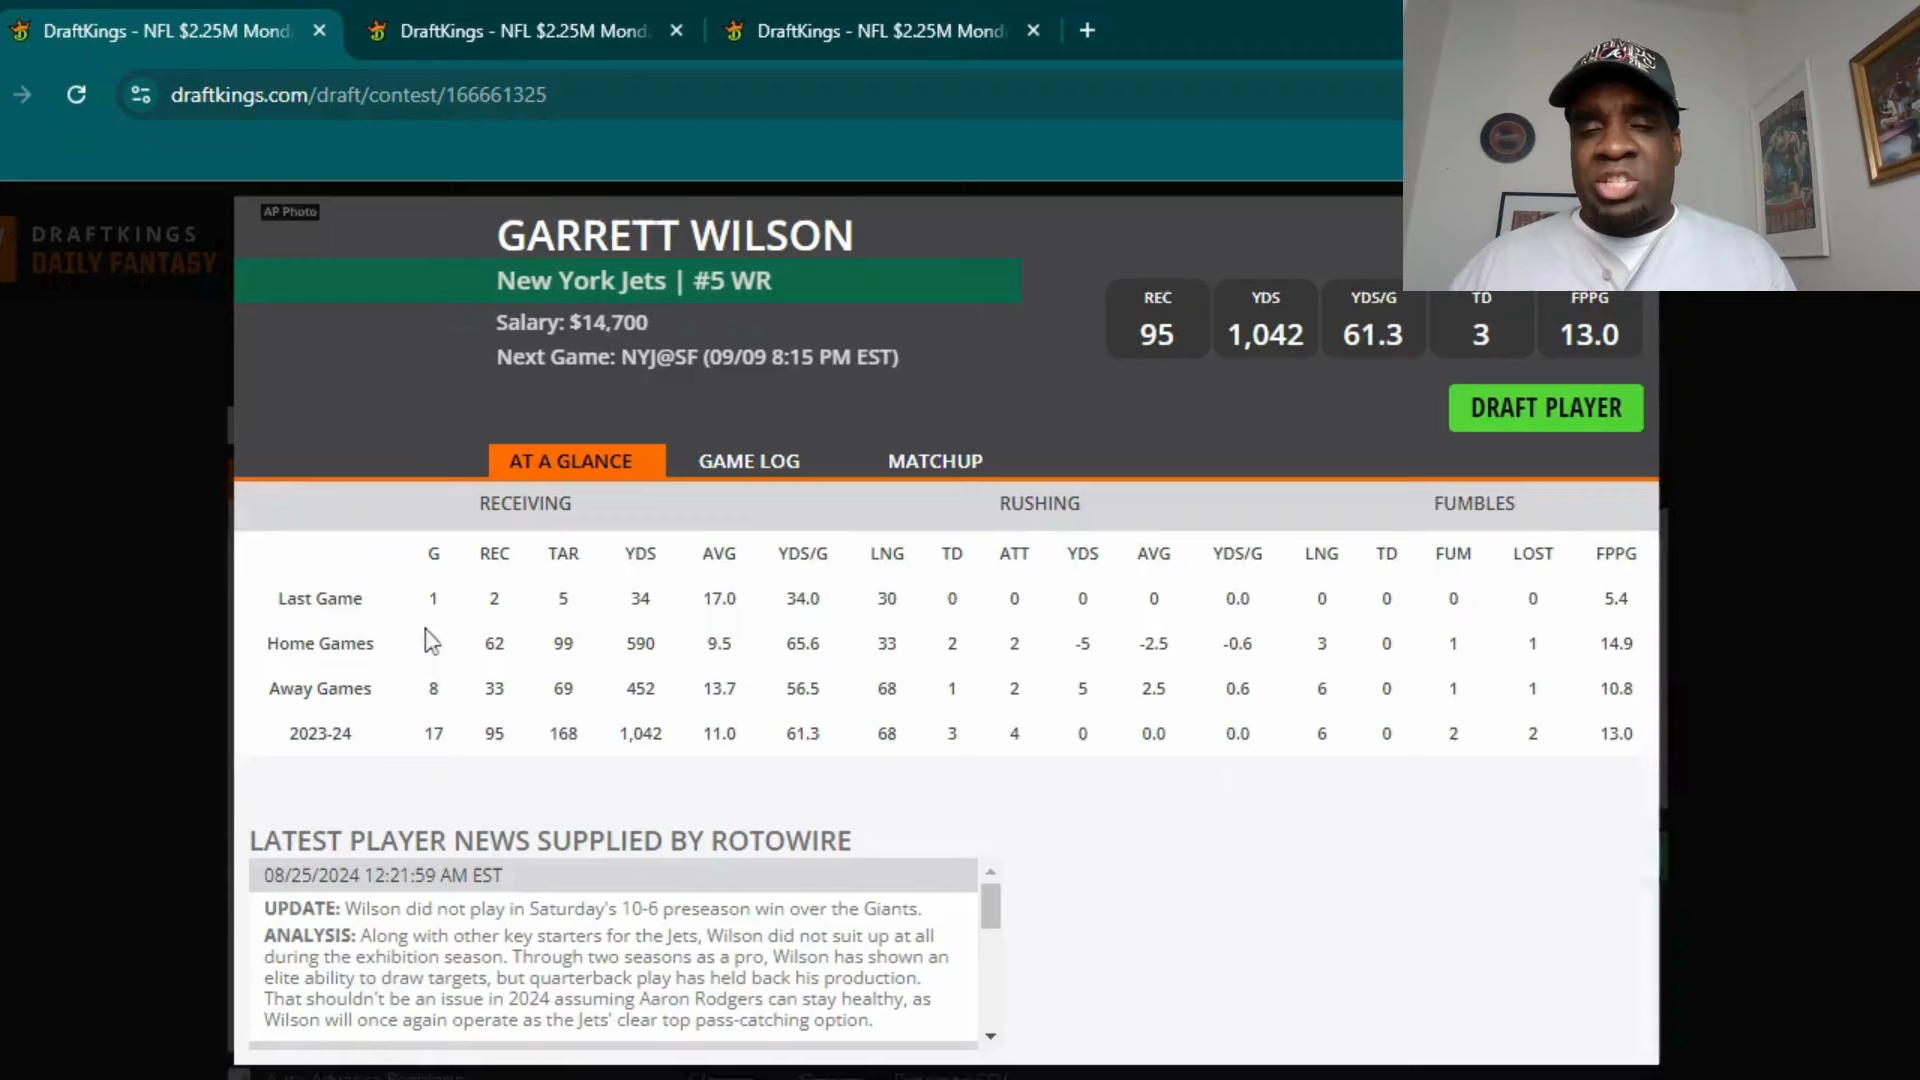 DraftKings - NFL $2.25M Mond
DraftKings - NFL $2.25M Mond
DraftKings - NFL $2.25M Mond
draftkings.com/draft/contest/166661325
DRAFTKINGS
DAILY FANTASY
AP Photo
GARRETT WILSON
New York Jets | #5 WR
Salary: $14,700
Next Game: NYJ@SF (09/09 8:15 PM EST)
REC YDS YDS/G TD FPPG
95 1,042 61.3 3 13.0
DRAFT PLAYER
AT A GLANCE GAME LOG MATCHUP
RECEIVING RUSHING FUMBLES
G REC TAR YDS AVG YDS/G LNG TD ATT YDS AVG YDS/G LNG TD FUM LOST FPPG
Last Game 1 2 5 34 17.0 34.0 30 0 0 0 0 0.0 0 0 0 0 5.4
Home Games 62 99 590 9.5 65.6 33 2 2 -5 -2.5 -0.6 3 0 1 1 14.9
Away Games 8 33 69 452 13.7 56.5 68 1 2 5 2.5 0.6 6 0 1 1 10.8
2023-24 17 95 168 1,042 11.0 61.3 68 3 4 0 0.0 0.0 6 0 2 2 13.0
LATEST PLAYER NEWS SUPPLIED BY ROTOWIRE
08/25/2024 12:21:59 AM EST
UPDATE: Wilson did not play in Saturday's 10-6 preseason win over the Giants.
ANALYSIS: Along with other key starters for the Jets, Wilson did not suit up at all
during the exhibition season. Through two seasons as a pro, Wilson has shown an
elite ability to draw targets, but quarterback play has held back his production.
That shouldn't be an issue in 2024 assuming Aaron Rodgers can stay healthy, as
Wilson will once again operate as the Jets' clear top pass-catching option.